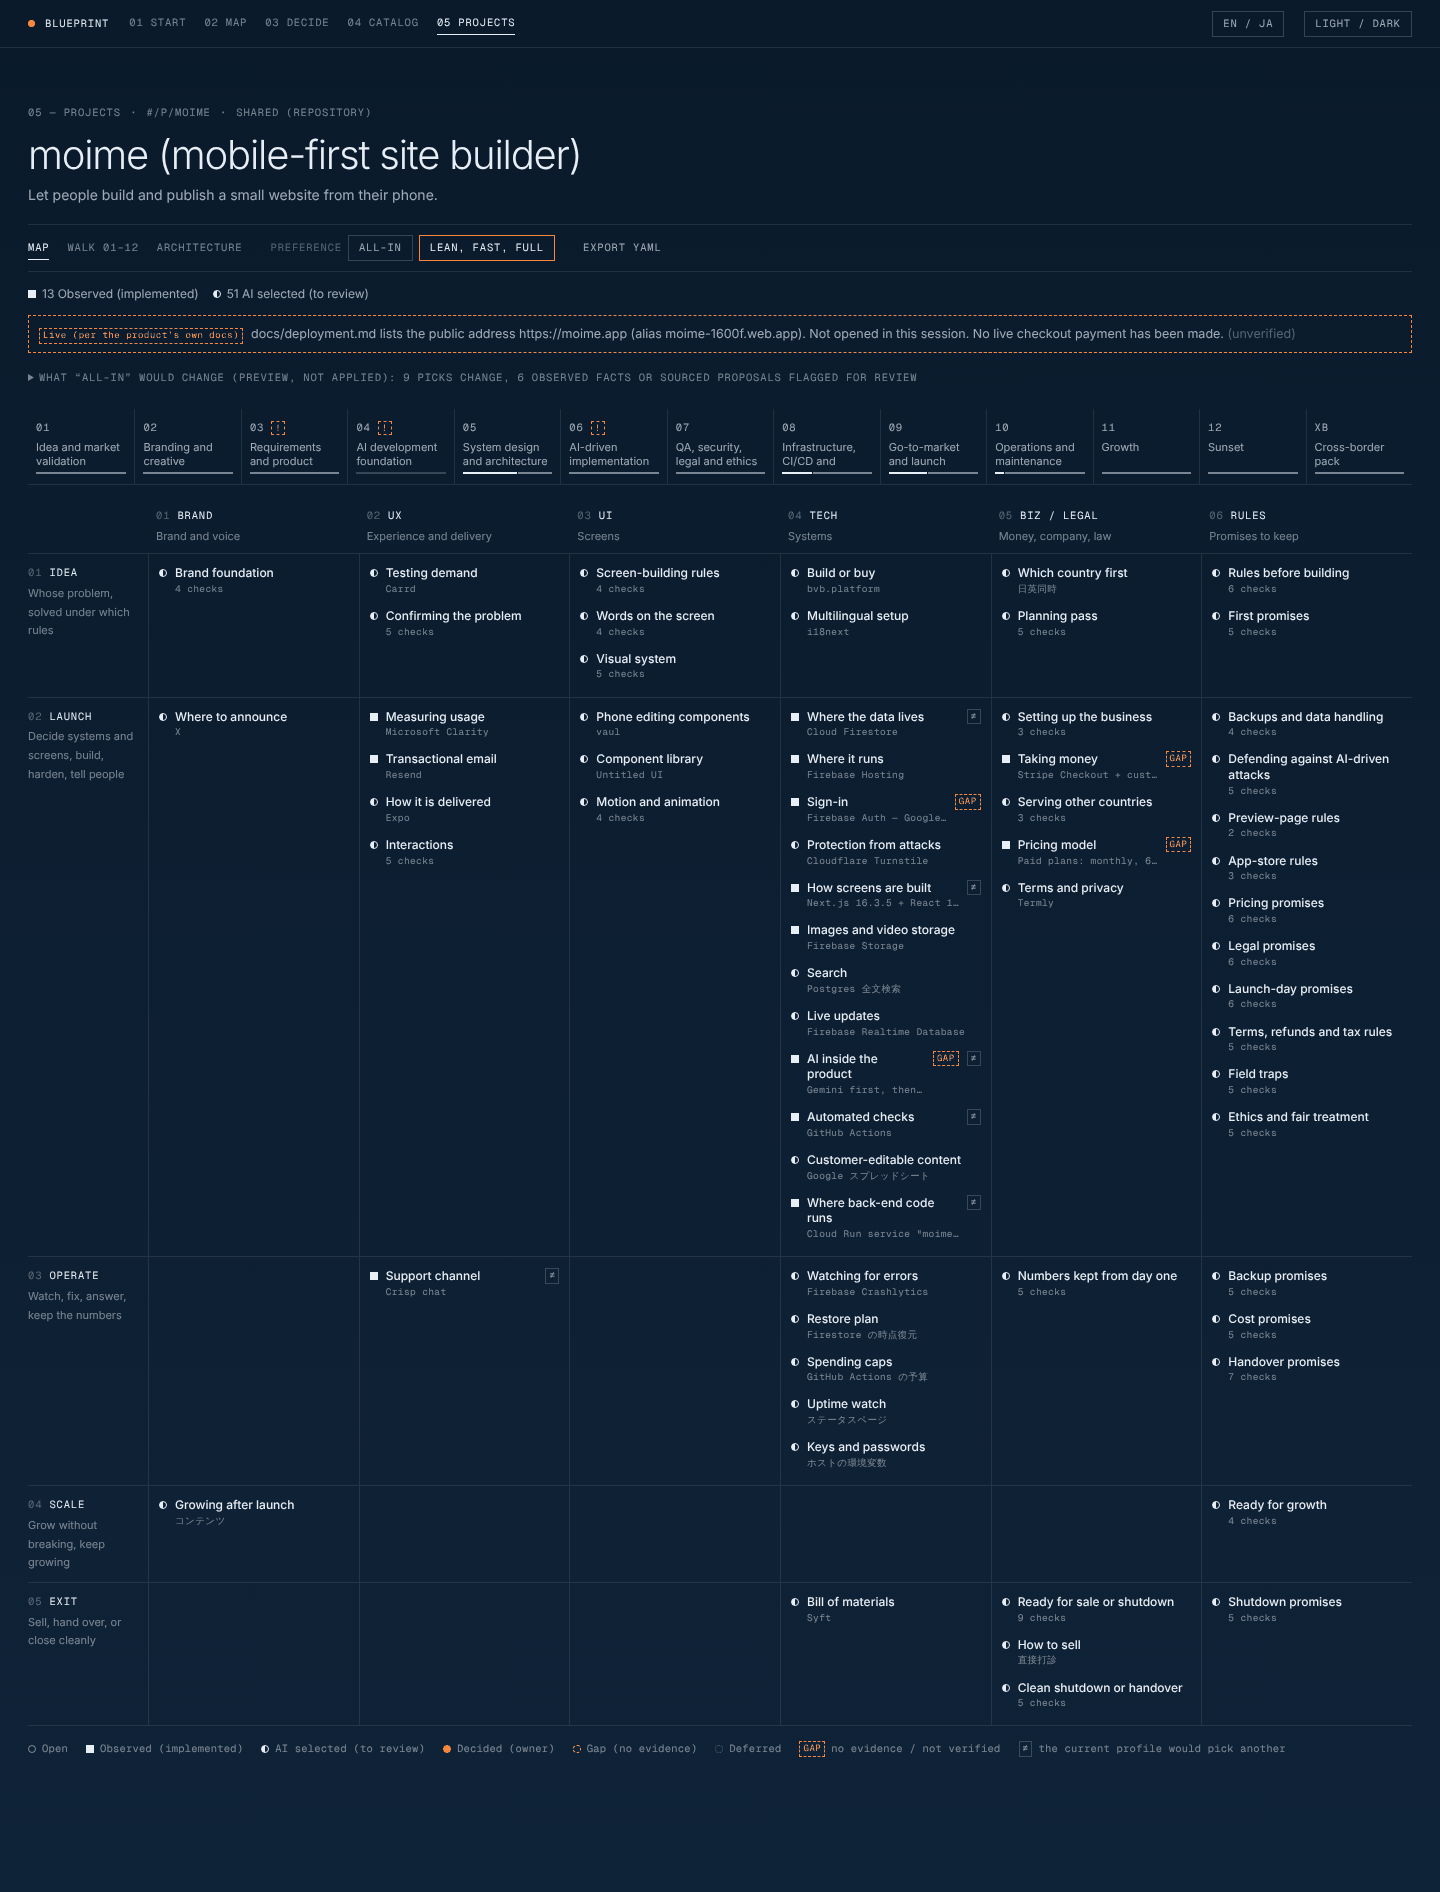 BLUEPRINT 01 START 02 MAP 03 DECIDE 04 CATALOG 05 PROJECTS EN / JA LIGHT / DARK
05 — PROJECTS · #/P/MOIME · SHARED (REPOSITORY)
moime (mobile-first site builder)
Let people build and publish a small website from their phone.
MAP WALK 01–12 ARCHITECTURE PREFERENCE ALL-IN LEAN, FAST, FULL EXPORT YAML
13 Observed (implemented) 51 AI selected (to review)
Live (per the product's own docs) docs/deployment.md lists the public address https://moime.app (alias moime-1600f.web.app). Not opened in this session. No live checkout payment has been made. (unverified)
▶ WHAT “ALL-IN” WOULD CHANGE (PREVIEW, NOT APPLIED): 9 PICKS CHANGE, 6 OBSERVED FACTS OR SOURCED PROPOSALS FLAGGED FOR REVIEW
01
Idea and market
validation
02
Branding and
creative
03 !
Requirements
and product
04 !
AI development
foundation
05
System design
and architecture
06 !
AI-driven
implementation
07
QA, security,
legal and ethics
08
Infrastructure,
CI/CD and
09
Go-to-market
and launch
10
Operations and
maintenance
11
Growth
12
Sunset
XB
Cross-border
pack
01 BRAND
Brand and voice
02 UX
Experience and delivery
03 UI
Screens
04 TECH
Systems
05 BIZ / LEGAL
Money, company, law
06 RULES
Promises to keep
01 IDEA
Whose problem,
solved under which
rules
Brand foundation
4 checks
Testing demand
Carrd
Confirming the problem
5 checks
Screen-building rules
4 checks
Words on the screen
4 checks
Visual system
5 checks
Build or buy
bvb.platform
Multilingual setup
i18next
Which country first
日英同時
Planning pass
5 checks
Rules before building
6 checks
First promises
5 checks
02 LAUNCH
Decide systems and
screens, build,
harden, tell people
Where to announce
X
Measuring usage
Microsoft Clarity
Transactional email
Resend
How it is delivered
Expo
Interactions
5 checks
Phone editing components
vaul
Component library
Untitled UI
Motion and animation
4 checks
Where the data lives ≠
Cloud Firestore
Where it runs
Firebase Hosting
Sign-in GAP
Firebase Auth — Google…
Protection from attacks
Cloudflare Turnstile
How screens are built ≠
Next.js 16.3.5 + React 1…
Images and video storage
Firebase Storage
Search
Postgres 全文検索
Live updates
Firebase Realtime Database
AI inside the GAP ≠
product
Gemini first, then…
Automated checks ≠
GitHub Actions
Customer-editable content
Google スプレッドシート
Where back-end code ≠
runs
Cloud Run service "moime…
Setting up the business
3 checks
Taking money GAP
Stripe Checkout + cust…
Serving other countries
3 checks
Pricing model GAP
Paid plans: monthly, 6…
Terms and privacy
Termly
Backups and data handling
4 checks
Defending against AI-driven
attacks
5 checks
Preview-page rules
2 checks
App-store rules
3 checks
Pricing promises
6 checks
Legal promises
6 checks
Launch-day promises
6 checks
Terms, refunds and tax rules
5 checks
Field traps
5 checks
Ethics and fair treatment
5 checks
03 OPERATE
Watch, fix, answer,
keep the numbers
Support channel ≠
Crisp chat
Watching for errors
Firebase Crashlytics
Restore plan
Firestore の時点復元
Spending caps
GitHub Actions の予算
Uptime watch
ステータスページ
Keys and passwords
ホストの環境変数
Numbers kept from day one
5 checks
Backup promises
5 checks
Cost promises
5 checks
Handover promises
7 checks
04 SCALE
Grow without
breaking, keep
growing
Growing after launch
コンテンツ
Ready for growth
4 checks
05 EXIT
Sell, hand over, or
close cleanly
Bill of materials
Syft
Ready for sale or shutdown
9 checks
How to sell
直接打診
Clean shutdown or handover
5 checks
Shutdown promises
5 checks
Open Observed (implemented) AI selected (to review) Decided (owner) Gap (no evidence) Deferred GAP no evidence / not verified ≠ the current profile would pick another